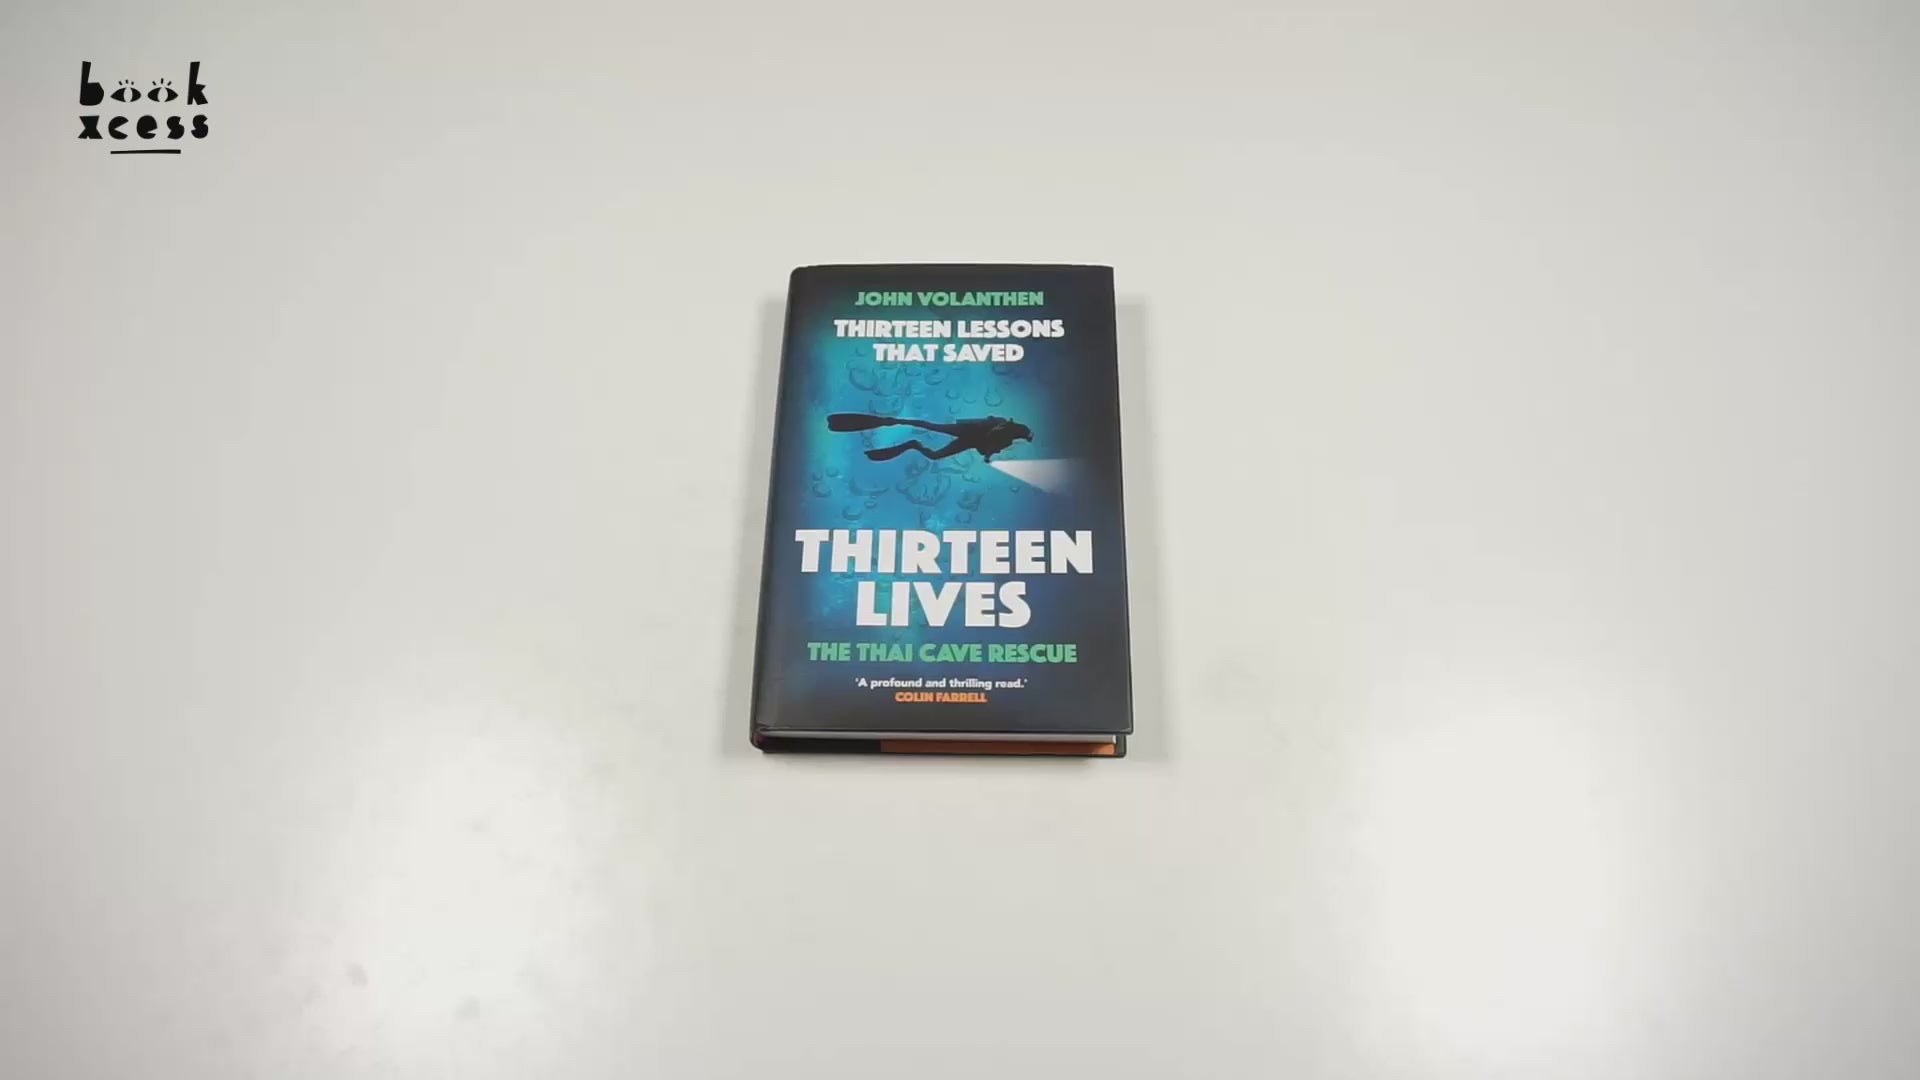 book
xcess
JOHN VOLANTHEN
THIRTEEN LESSONS
THAT SAVED
THIRTEEN
LIVES
THE THAI CAVE RESCUE
'A profound and thrilling read.'
COLIN FARRELL